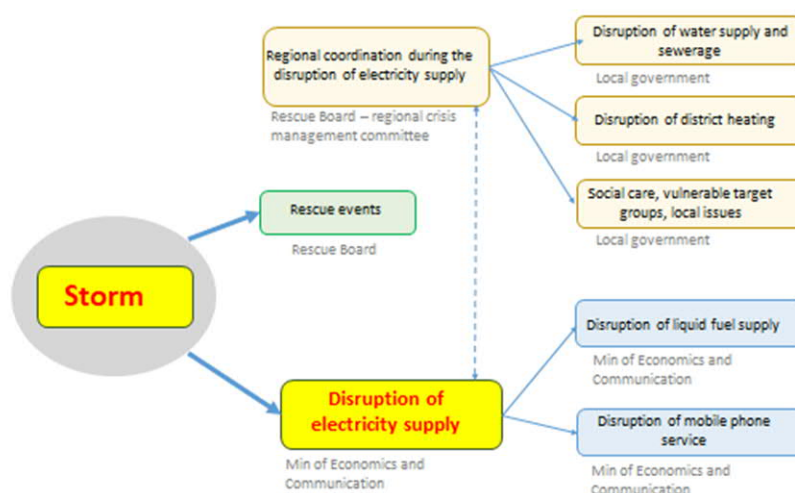 Regional coordination during the
disruption of electricity supply
Rescue Board – regional crisis
management committee
Disruption of water supply and
sewerage
Local government
Disruption of district heating
Local government
Social care, vulnerable target
groups, local issues
Local government
Rescue events
Rescue Board
Storm
Disruption of
electricity supply
Min of Economics and
Communication
Disruption of liquid fuel supply
Min of Economics and
Communication
Disruption of mobile phone
service
Min of Economics and
Communication